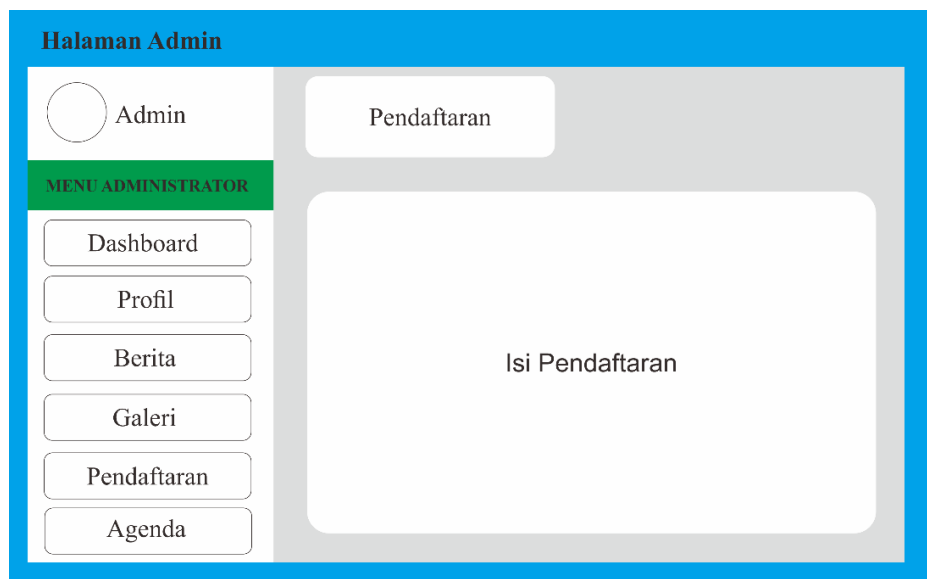 Halaman Admin
Admin
MENU ADMINISTRATOR
Dashboard
Profil
Berita
Galeri
Pendaftaran
Agenda
Pendaftaran
Isi Pendaftaran